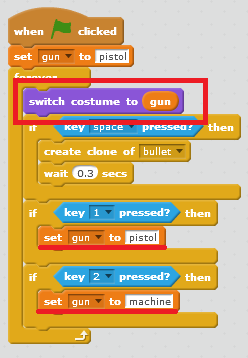 when clicked
set gun to pistol
forever
switch costume to gun
if key space pressed? then
create clone of bullet
wait 0.3 secs
if key 1 pressed? then
set gun to pistol
if key 2 pressed? then
set gun to machine